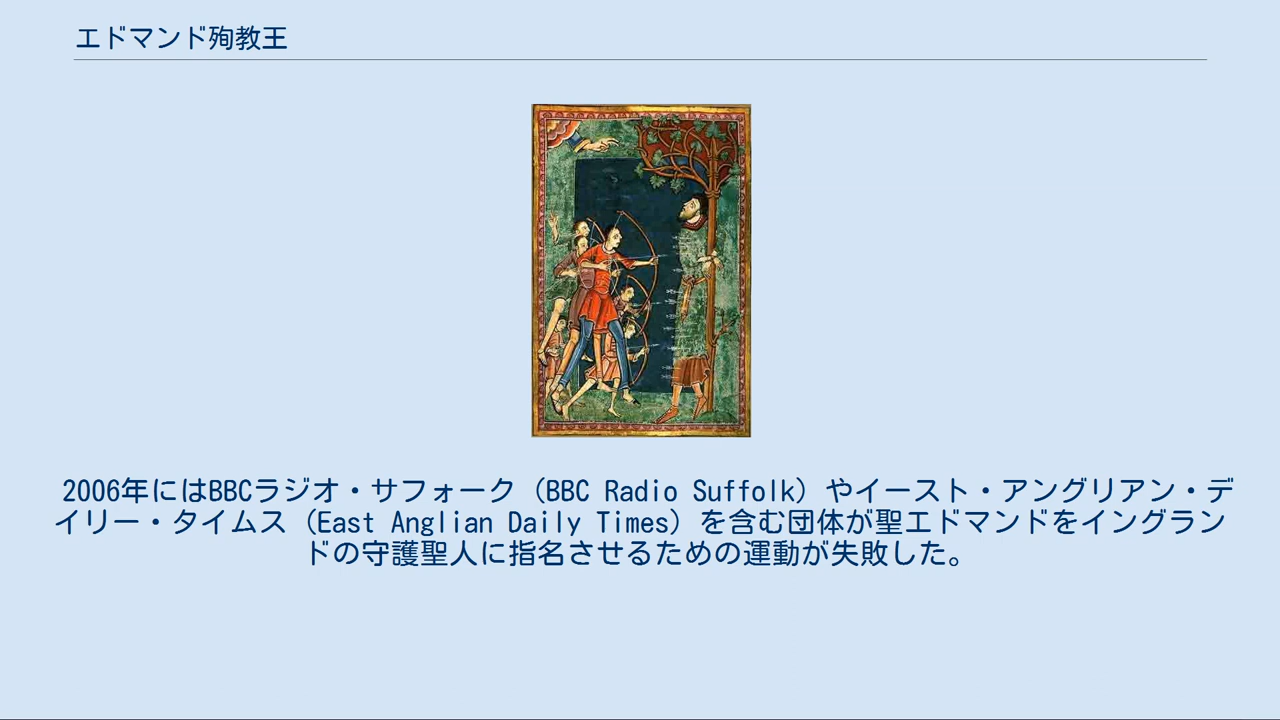 エドマンド殉教王
2006年にはBBCラジオ・サフォーク（BBC Radio Suffolk）やイースト・アングリアン・デ
イリー・タイムス（East Anglian Daily Times）を含む団体が聖エドマンドをイングラン
ドの守護聖人に指名させるための運動が失敗した。